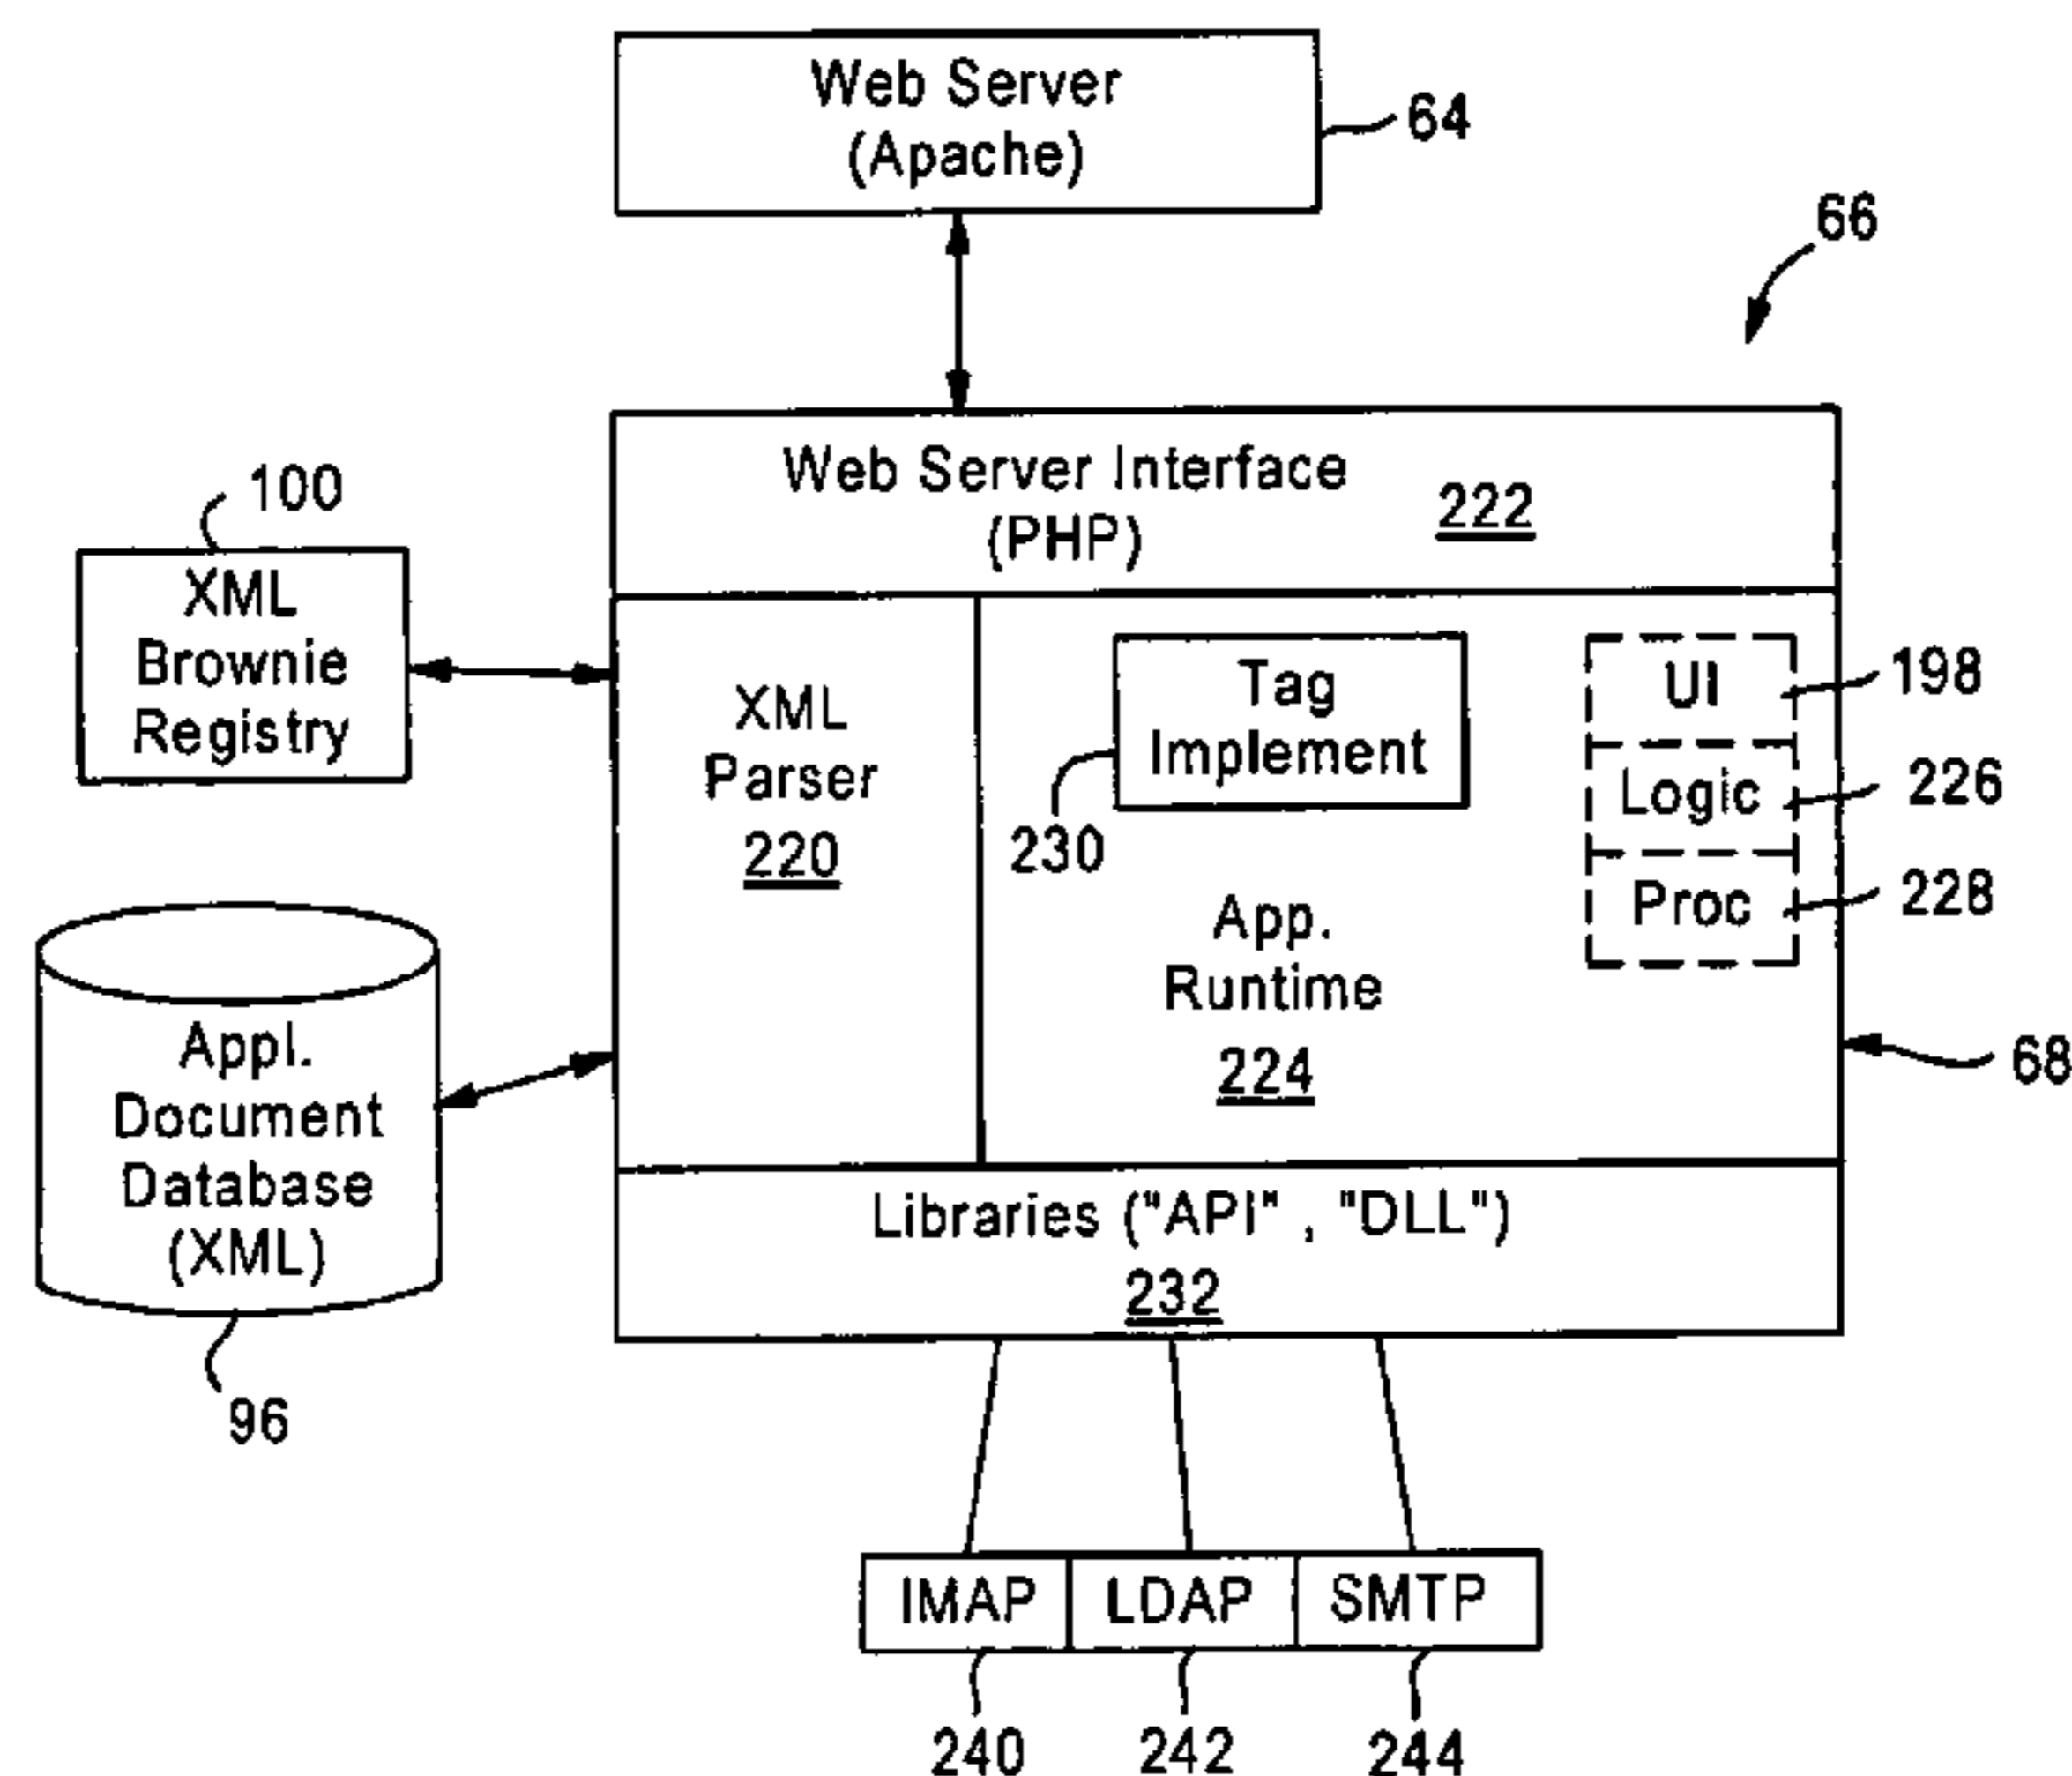 Web Server
(Apache)
64
66
Web Server Interface
(PHP)
222
100
XML
Brownie
Registry
XML
Parser
220
Tag
Implement
230
UI
198
Logic
226
Proc
228
App.
Runtime
224
68
Appl.
Document
Database
(XML)
96
Libraries ("API" , "DLL")
232
IMAP
LDAP
SMTP
240
242
244